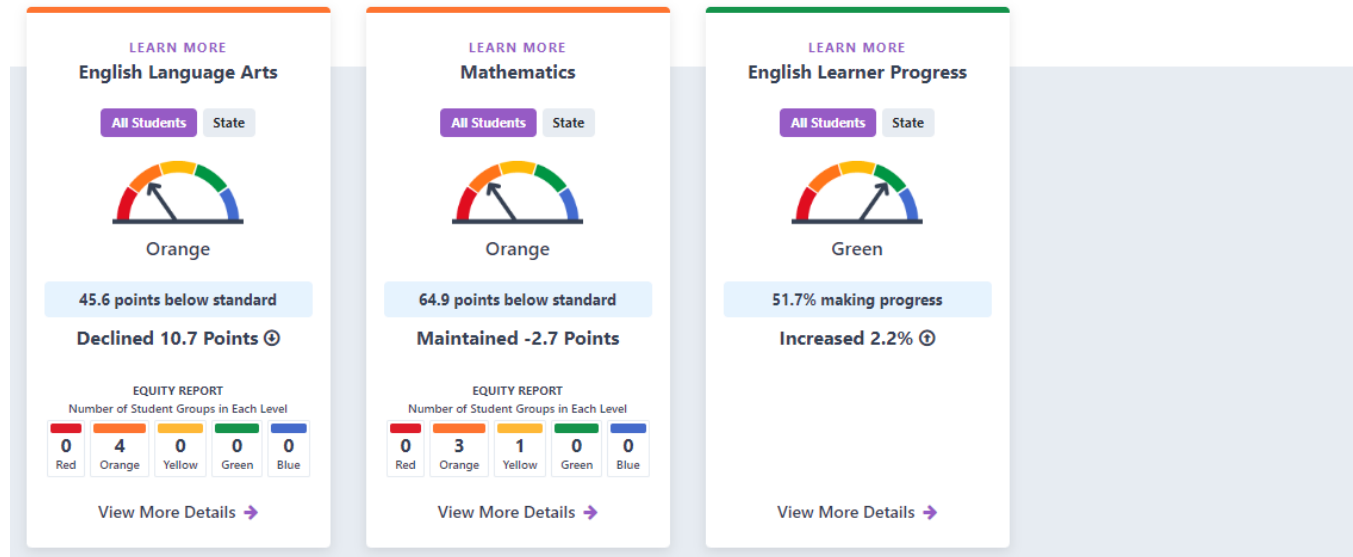 LEARN MORE
English Language Arts
All Students State
Orange
45.6 points below standard
Declined 10.7 Points
EQUITY REPORT
Number of Student Groups in Each Level
0 4 0 0 0
Red Orange Yellow Green Blue
View More Details
LEARN MORE
Mathematics
All Students State
Orange
64.9 points below standard
Maintained -2.7 Points
EQUITY REPORT
Number of Student Groups in Each Level
0 3 1 0 0
Red Orange Yellow Green Blue
View More Details
LEARN MORE
English Learner Progress
All Students State
Green
51.7% making progress
Increased 2.2%
View More Details